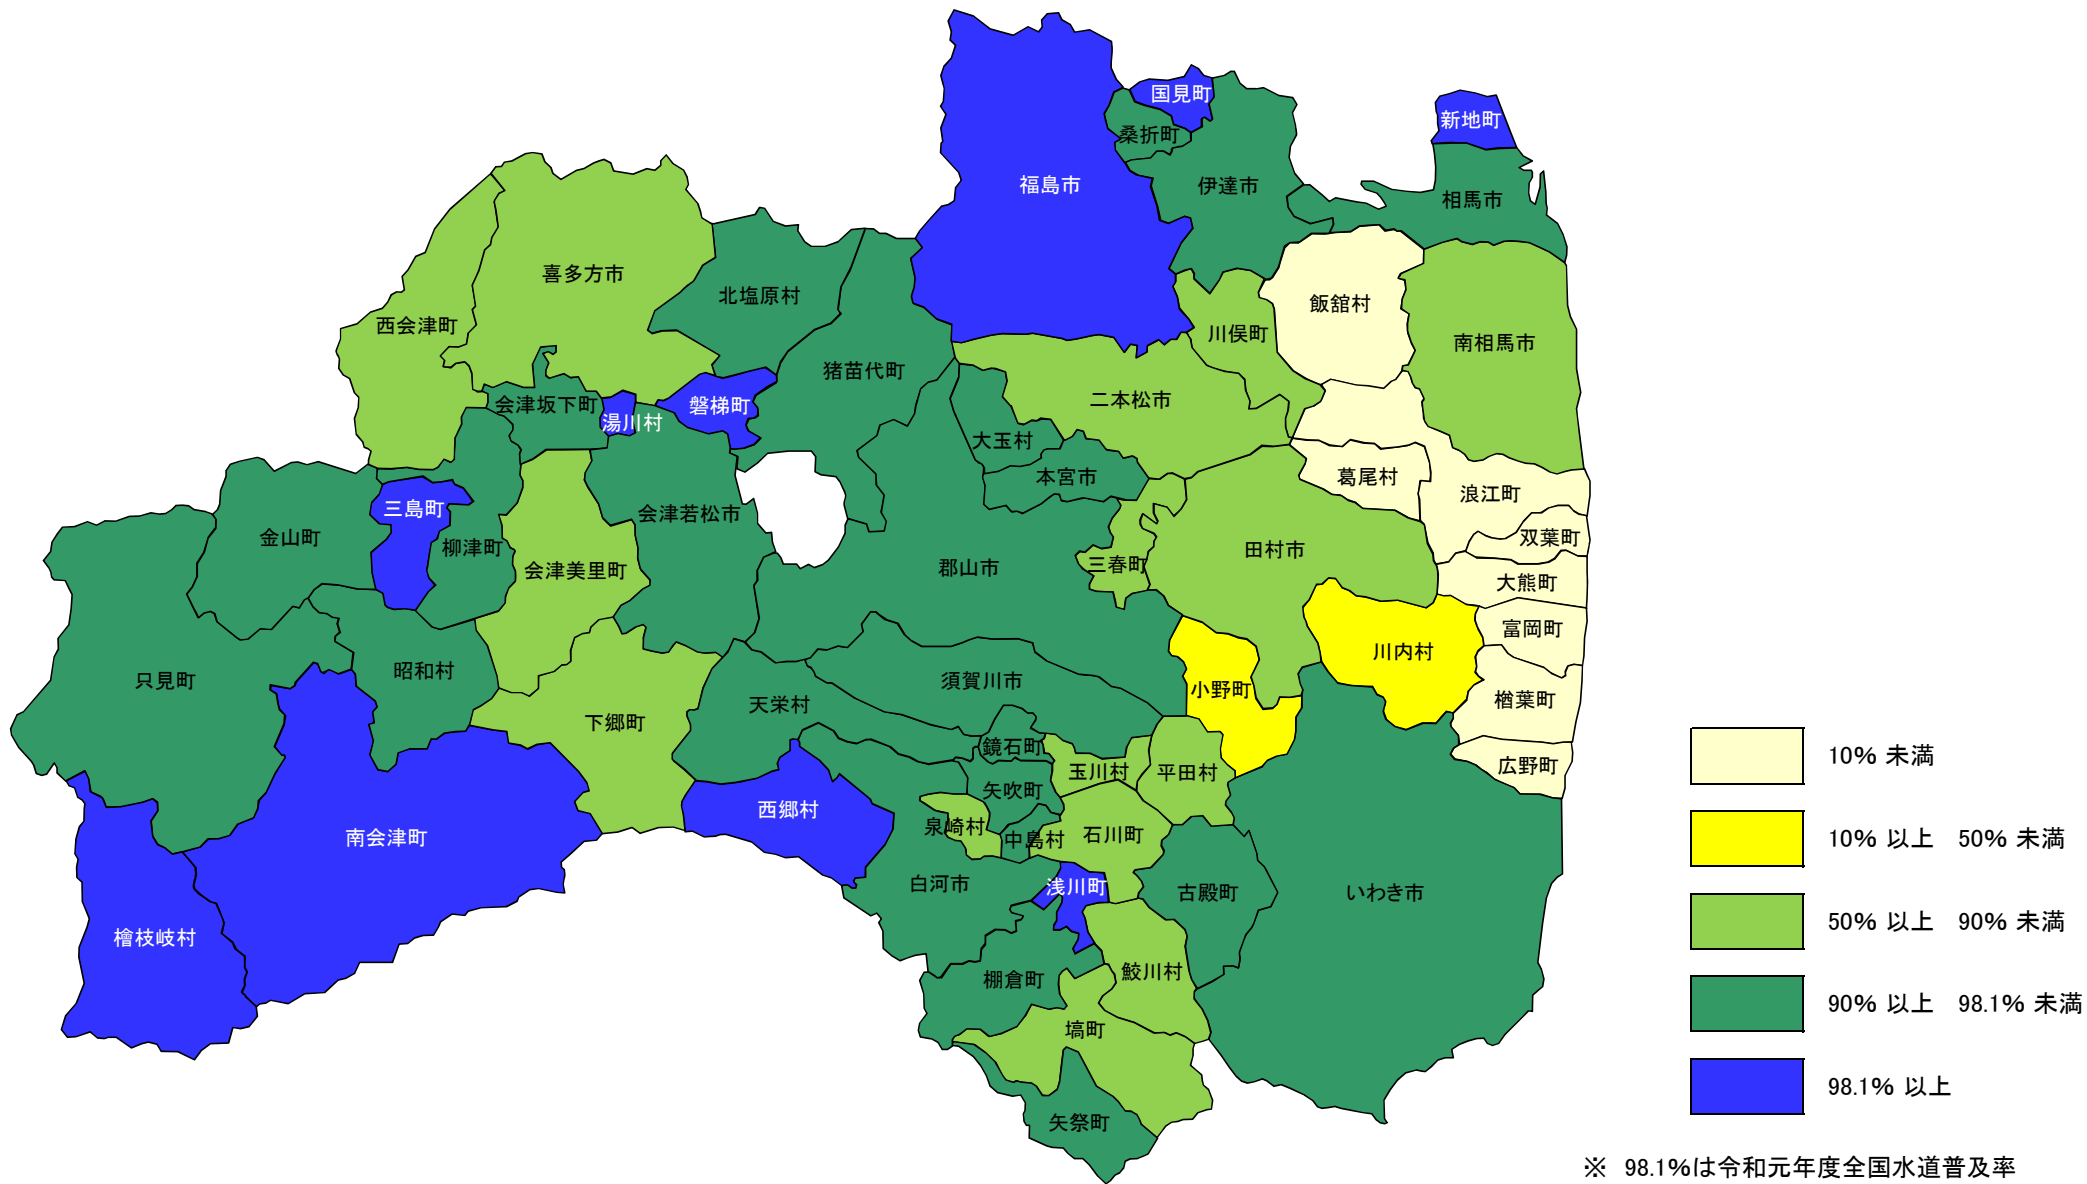 国見町
新地町
桑折町
福島市
伊達市
相馬市
喜多方市
北塩原村
飯舘村
西会津町
川俣町
南相馬市
猪苗代町
二本松市
会津坂下町
磐梯町
湯川村
大玉村
本宮市
葛尾村
浪江町
三島町
会津若松市
金山町
柳津町
双葉町
田村市
三春町
郡山市
会津美里町
大熊町
富岡町
川内村
昭和村
只見町
須賀川市
小野町
楢葉町
天栄村
下郷町
鏡石町
玉川村
平田村
広野町
矢吹町
西郷村
泉崎村
中島村
石川町
南会津町
白河市
浅川町
古殿町
いわき市
檜枝岐村
棚倉町
鮫川村
塙町
矢祭町
10% 未満
10% 以上 50% 未満
50% 以上 90% 未満
90% 以上 98.1% 未満
98.1% 以上
※ 98.1%は令和元年度全国水道普及率